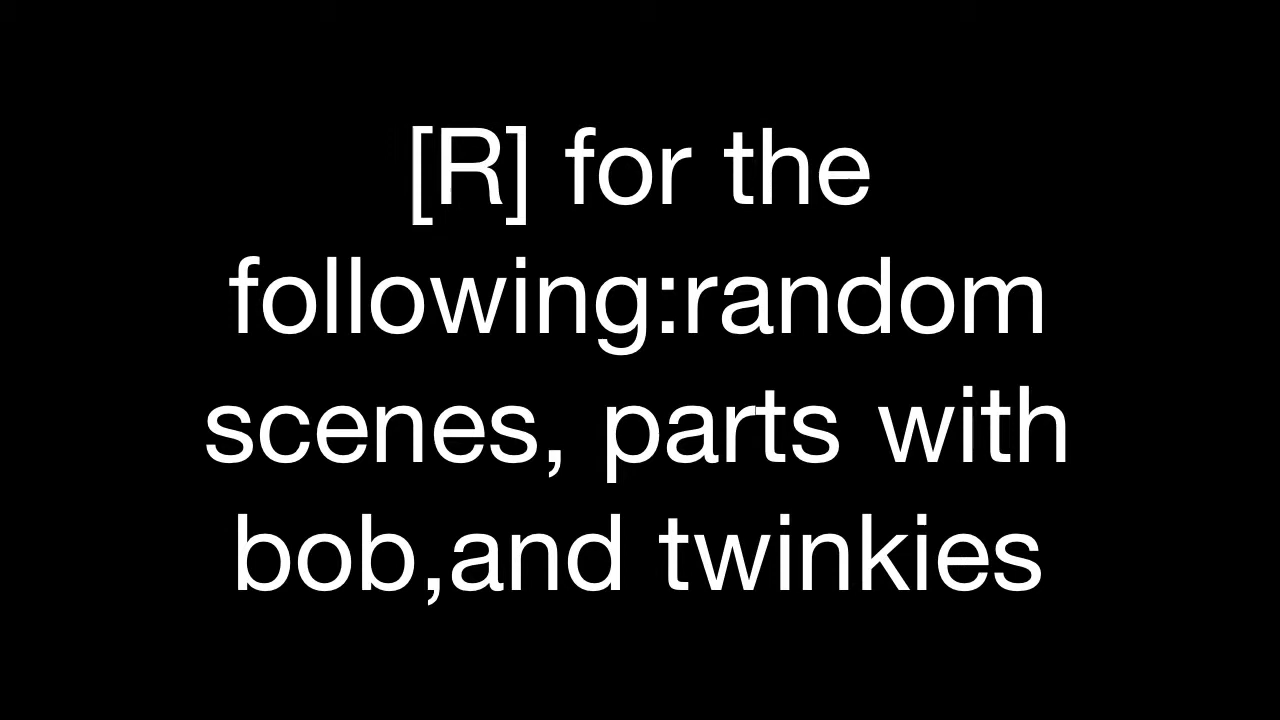 [R] for the
following:random
scenes, parts with
bob,and twinkies